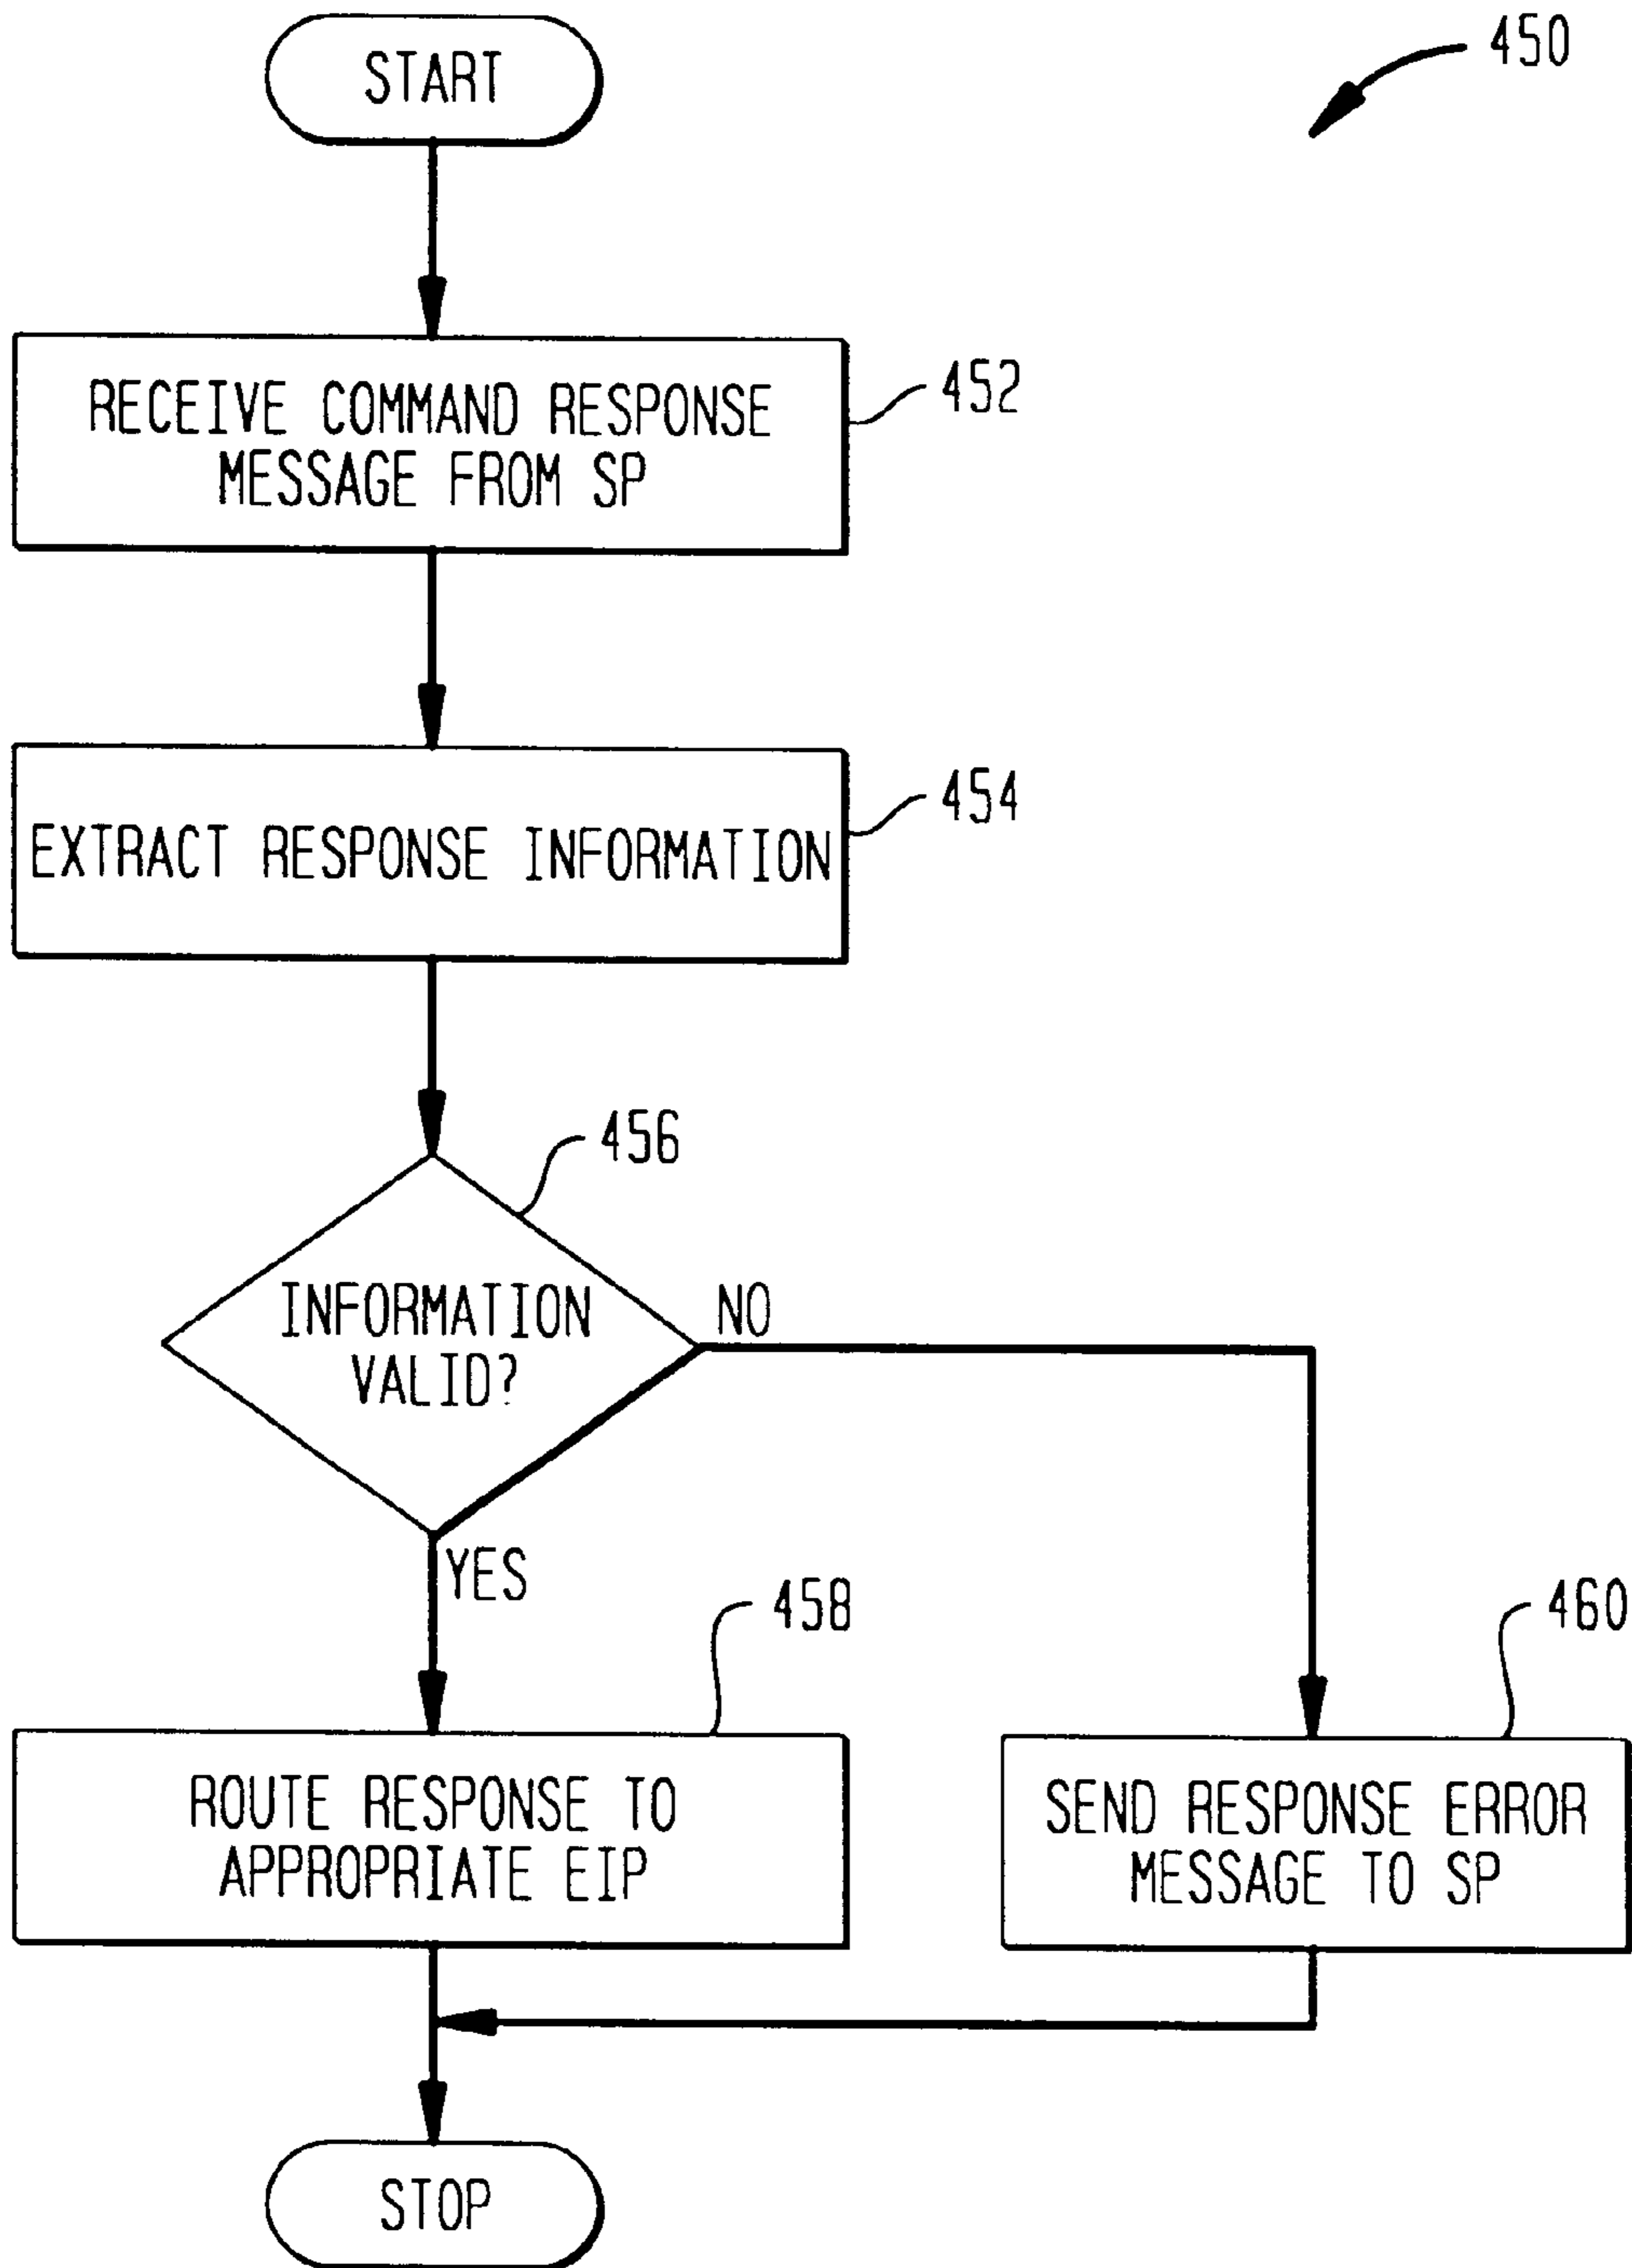 START
450
RECEIVE COMMAND RESPONSE
MESSAGE FROM SP
452
EXTRACT RESPONSE INFORMATION
454
456
INFORMATION
VALID?
NO
YES
458
460
ROUTE RESPONSE TO
APPROPRIATE EIP
SEND RESPONSE ERROR
MESSAGE TO SP
STOP